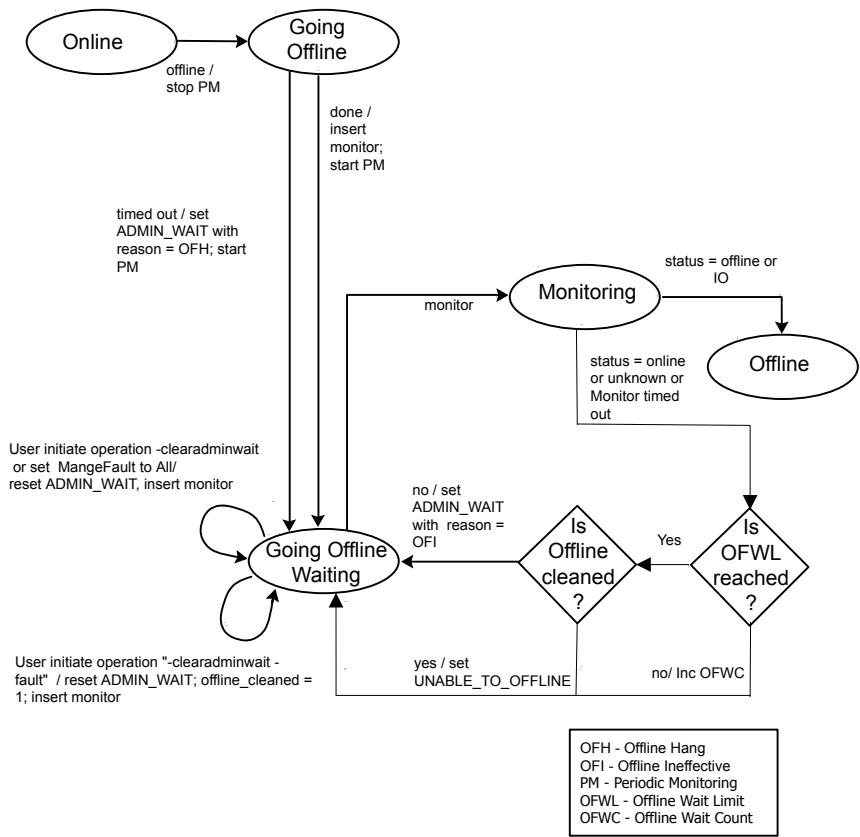 Online
Going
Offline
offline /
stop PM
done /
insert
monitor;
start PM
timed out / set
ADMIN_WAIT with
reason = OFH; start
PM
monitor
Monitoring
status = offline or
IO
Offline
status = online
or unknown or
Monitor timed
out
User initiate operation -clearadminwait
or set MangeFault to All/
reset ADMIN_WAIT, insert monitor
no / set
ADMIN_WAIT
with reason =
OFI
Going Offline
Waiting
Is
Offline
cleaned
?
Yes
Is
OFWL
reached
?
User initiate operation "-clearadminwait -
fault" / reset ADMIN_WAIT; offline_cleaned =
1; insert monitor
yes / set
UNABLE_TO_OFFLINE
no/ Inc OFWC
OFH - Offline Hang
OFI - Offline Ineffective
PM - Periodic Monitoring
OFWL - Offline Wait Limit
OFWC - Offline Wait Count